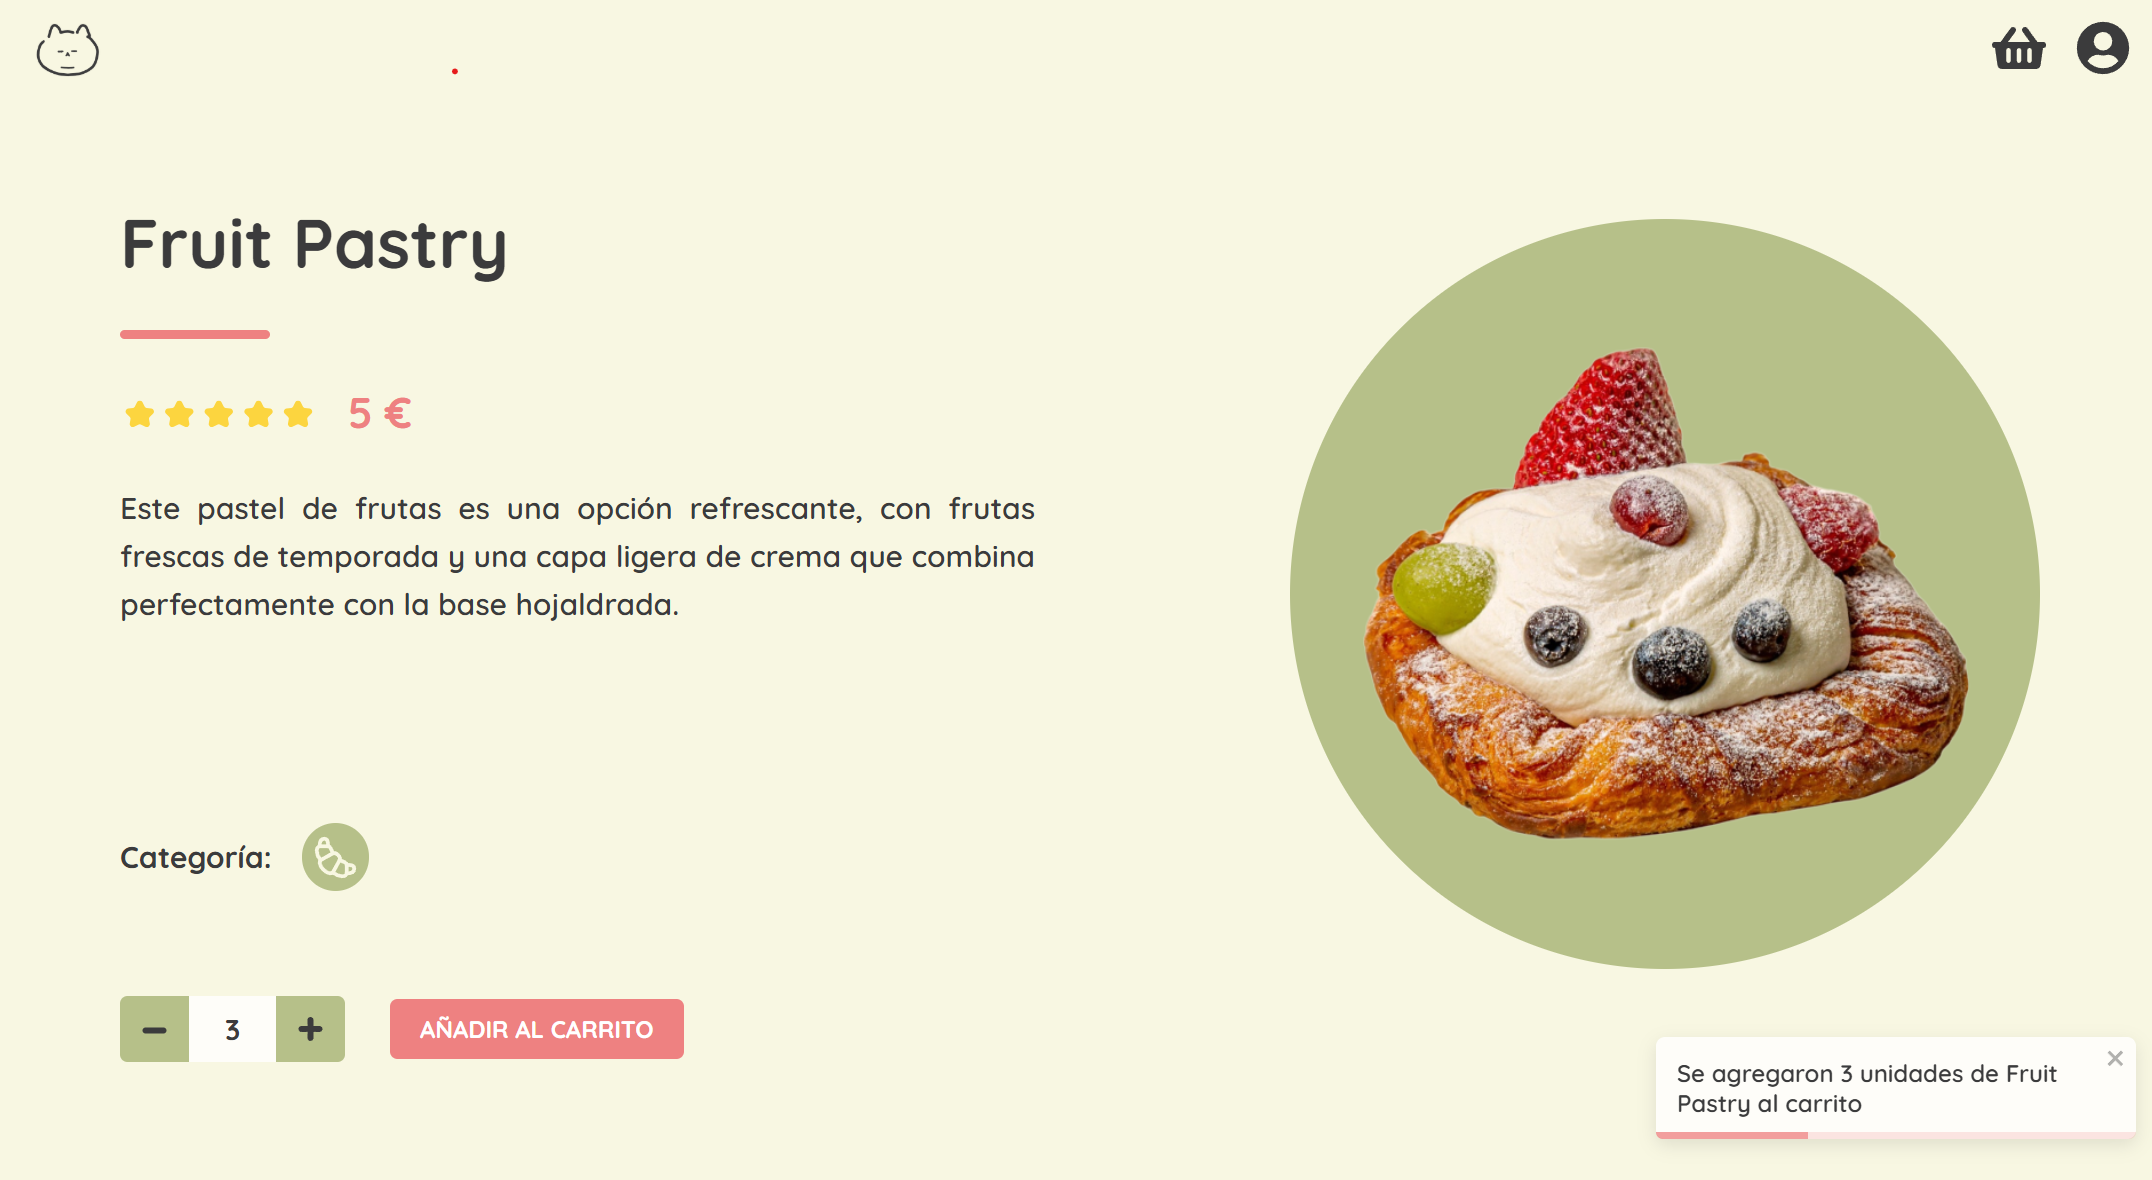 Fruit Pastry
5 €
Este pastel de frutas es una opción refrescante, con frutas
frescas de temporada y una capa ligera de crema que combina
perfectamente con la base hojaldrada.
Categoría:
3
AÑADIR AL CARRITO
Se agregaron 3 unidades de Fruit
Pastry al carrito